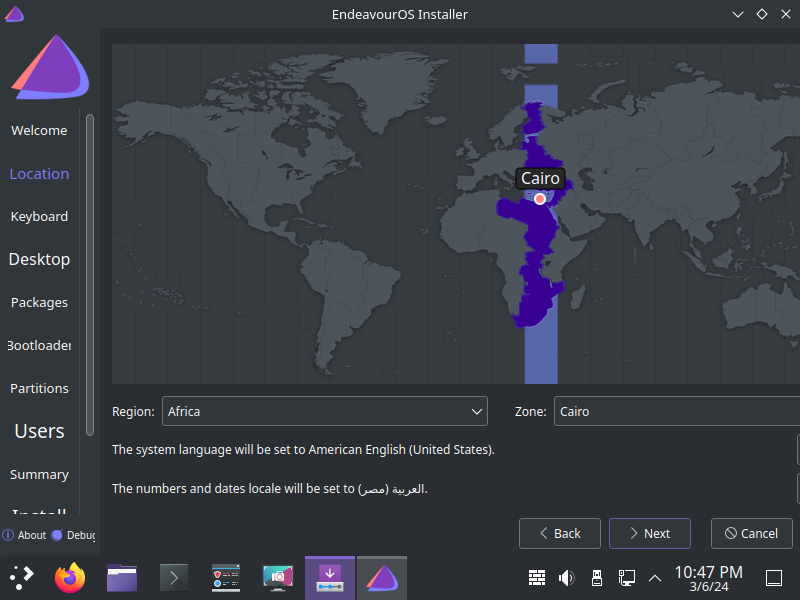 EndeavourOS Installer
Welcome
Location
Keyboard
Desktop
Packages
Bootloader
Partitions
Users
Summary
Install
About
Debug
Cairo
Region:
Africa
Zone:
Cairo
The system language will be set to American English (United States).
The numbers and dates locale will be set to العربية (مصر).
Back
Next
Cancel
10:47 PM
3/6/24